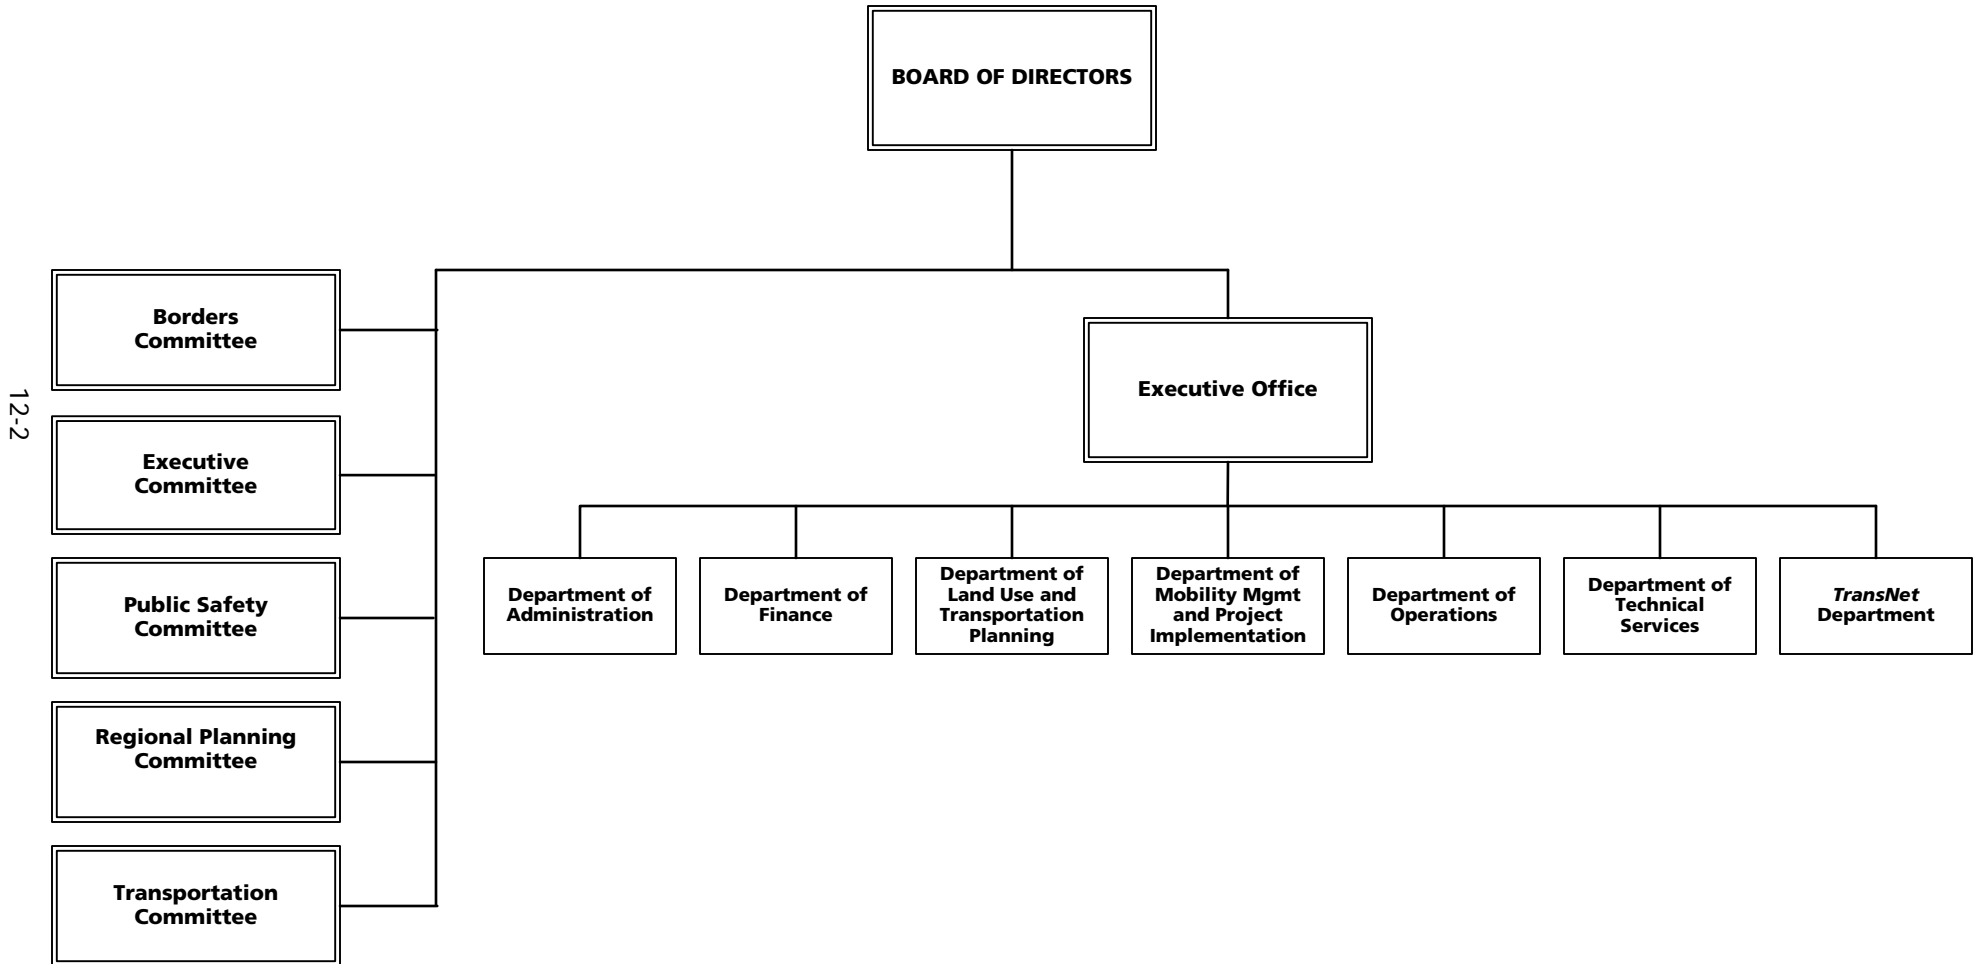 BOARD OF DIRECTORS
Borders
Committee
Executive
Committee
Public Safety
Committee
Regional Planning
Committee
Transportation
Committee
Executive Office
Department of
Administration
Department of
Finance
Department of
Land Use and
Transportation
Planning
Department of
Mobility Mgmt
and Project
Implementation
Department of
Operations
Department of
Technical
Services
TransNet
Department
12-2